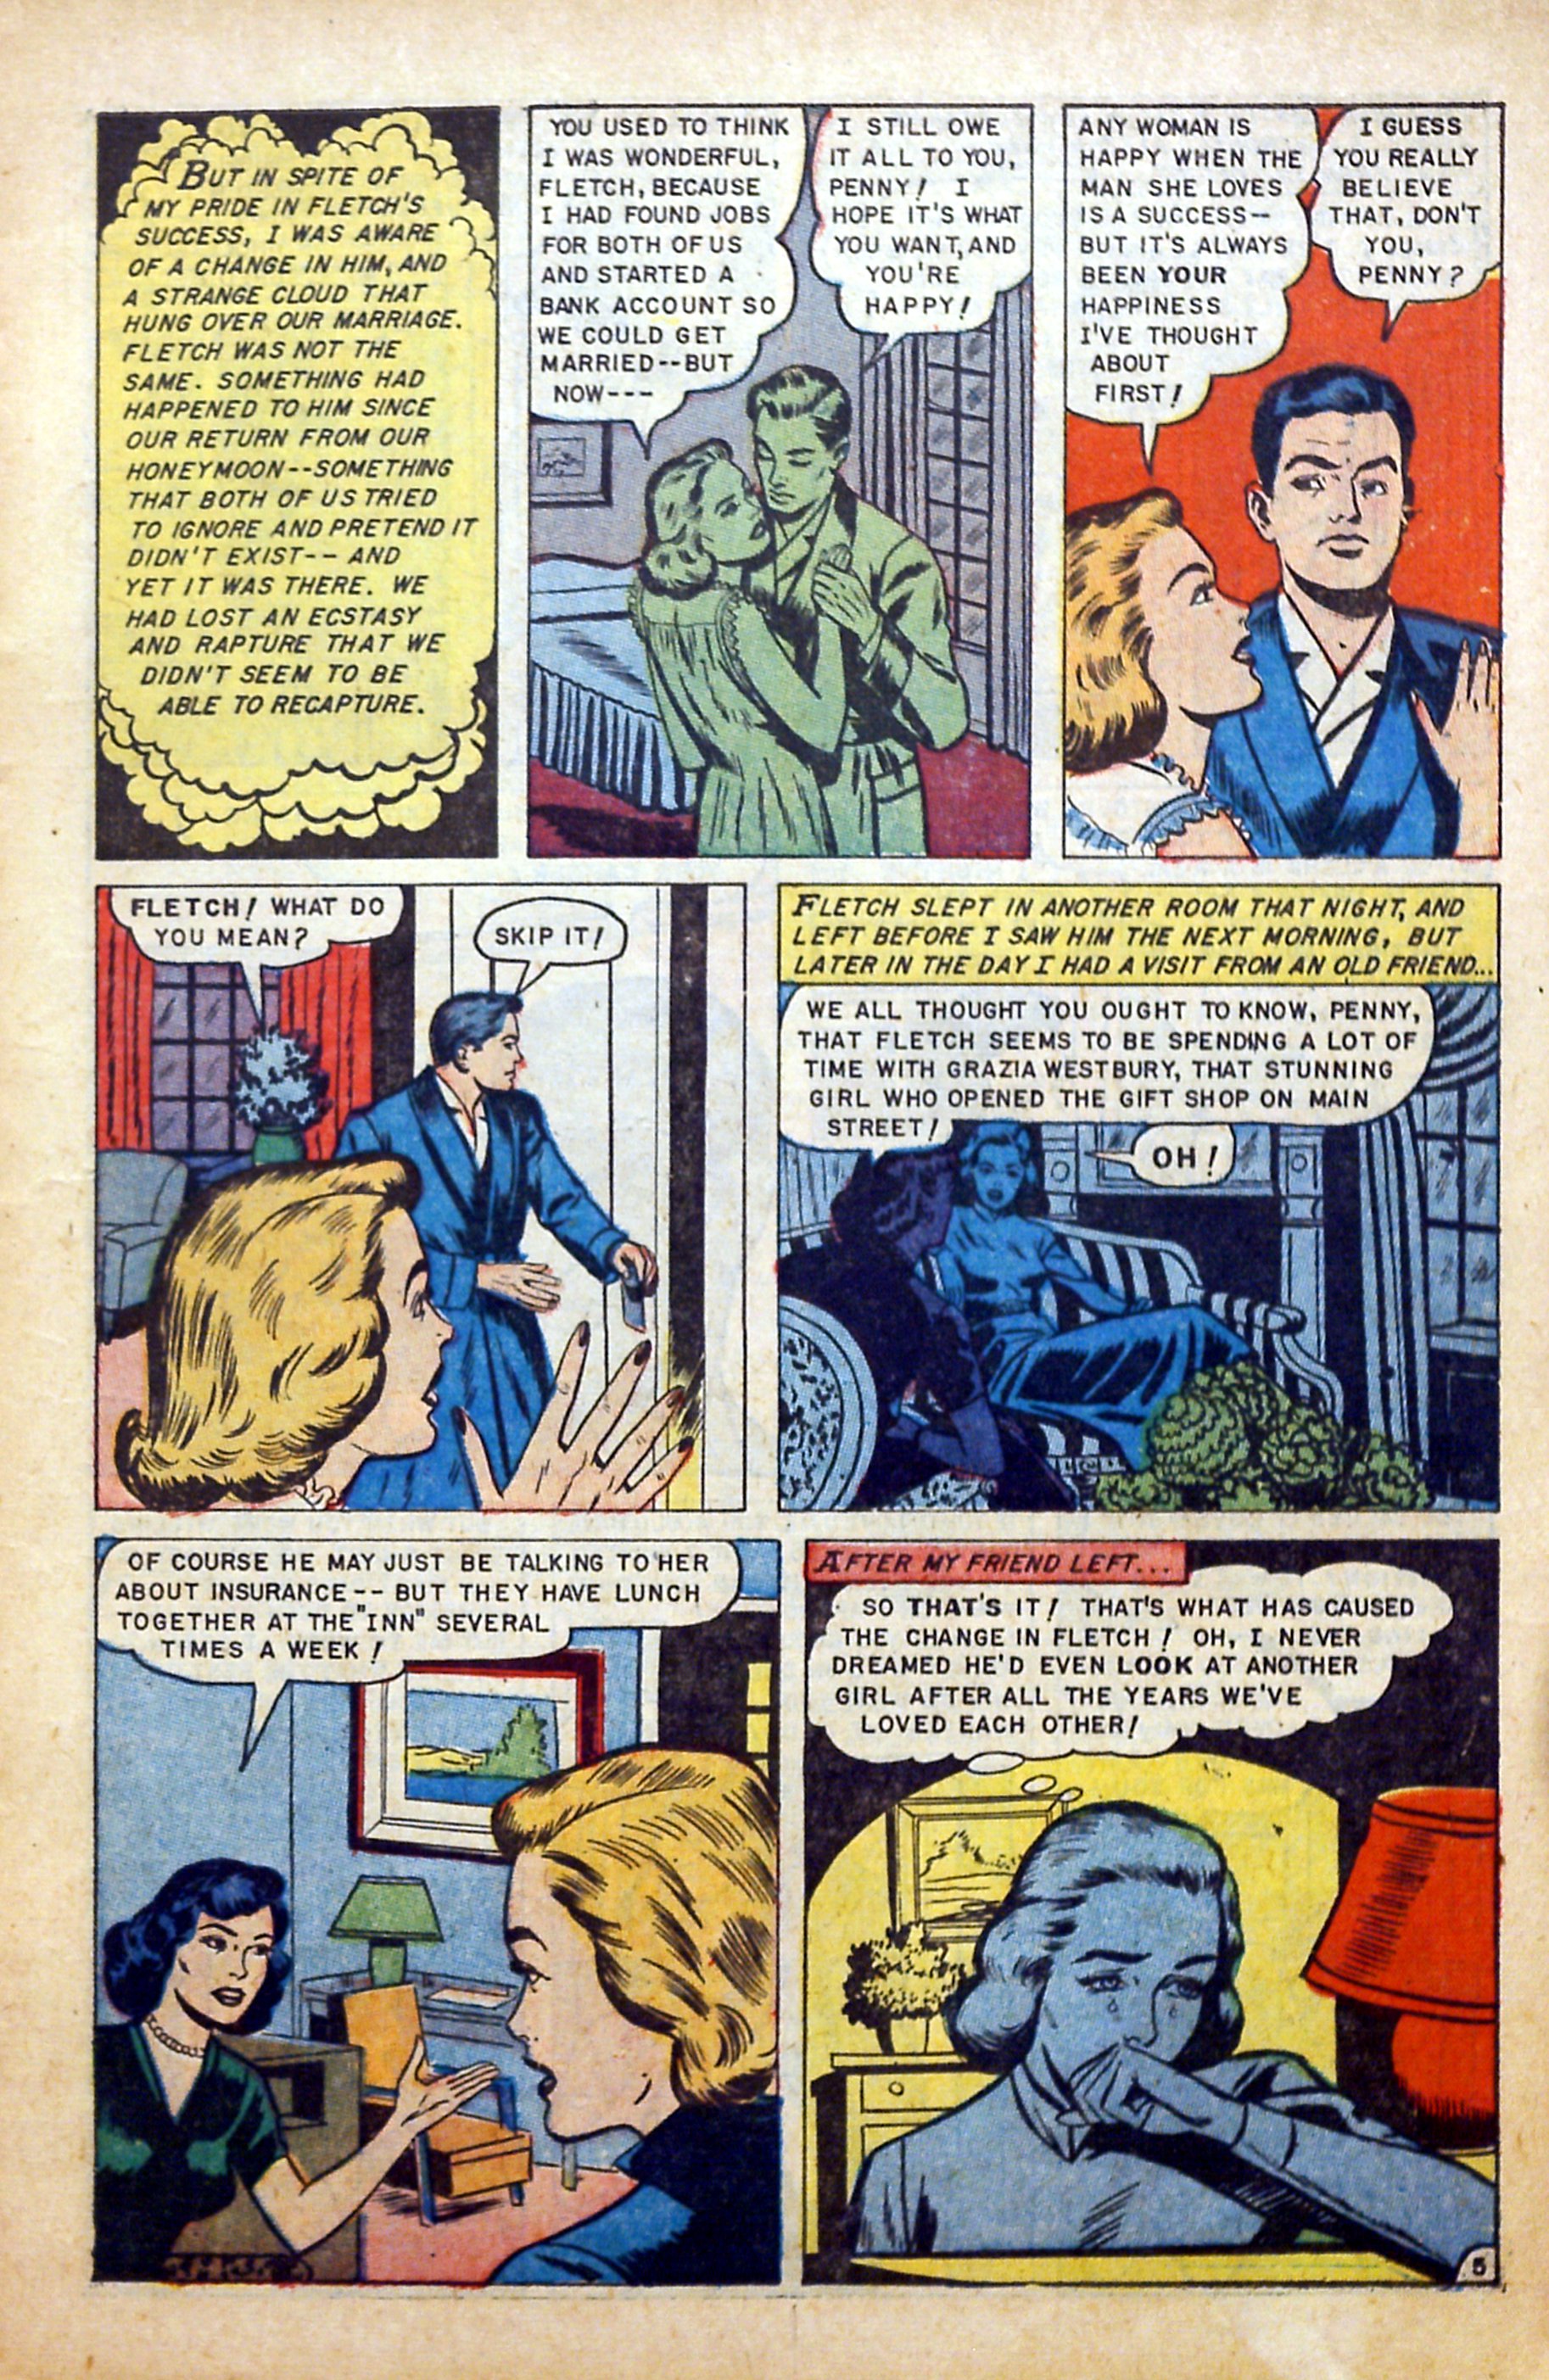 BUT IN SPITE OF
MY PRIDE IN FLETCH'S
SUCCESS, I WAS AWARE
OF A CHANGE IN HIM, AND
A STRANGE CLOUD THAT
HUNG OVER OUR MARRIAGE.
FLETCH WAS NOT THE
SAME. SOMETHING HAD
HAPPENED TO HIM SINCE
OUR RETURN FROM OUR
HONEYMOON--SOMETHING
THAT BOTH OF US TRIED
TO IGNORE AND PRETEND IT
DIDN'T EXIST-- AND
YET IT WAS THERE. WE
HAD LOST AN ECSTASY
AND RAPTURE THAT WE
DIDN'T SEEM TO BE
ABLE TO RECAPTURE.
YOU USED TO THINK
I WAS WONDERFUL,
FLETCH, BECAUSE
I HAD FOUND JOBS
FOR BOTH OF US
AND STARTED A
BANK ACCOUNT SO
WE COULD GET
MARRIED--BUT
NOW---
I STILL OWE
IT ALL TO YOU,
PENNY! I
HOPE IT'S WHAT
YOU WANT, AND
YOU'RE
HAPPY!
ANY WOMAN IS
HAPPY WHEN THE
MAN SHE LOVES
IS A SUCCESS--
BUT IT'S ALWAYS
BEEN YOUR
HAPPINESS
I'VE THOUGHT
ABOUT
FIRST!
I GUESS
YOU REALLY
BELIEVE
THAT, DON'T
YOU,
PENNY?
FLETCH! WHAT DO
YOU MEAN?
SKIP IT!
FLETCH SLEPT IN ANOTHER ROOM THAT NIGHT, AND
LEFT BEFORE I SAW HIM THE NEXT MORNING, BUT
LATER IN THE DAY I HAD A VISIT FROM AN OLD FRIEND...
WE ALL THOUGHT YOU OUGHT TO KNOW, PENNY,
THAT FLETCH SEEMS TO BE SPENDING A LOT OF
TIME WITH GRAZIA WESTBURY, THAT STUNNING
GIRL WHO OPENED THE GIFT SHOP ON MAIN
STREET!
OH!
OF COURSE HE MAY JUST BE TALKING TO HER
ABOUT INSURANCE-- BUT THEY HAVE LUNCH
TOGETHER AT THE "INN" SEVERAL
TIMES A WEEK!
AFTER MY FRIEND LEFT...
SO THAT'S IT! THAT'S WHAT HAS CAUSED
THE CHANGE IN FLETCH! OH, I NEVER
DREAMED HE'D EVEN LOOK AT ANOTHER
GIRL AFTER ALL THE YEARS WE'VE
LOVED EACH OTHER!
5